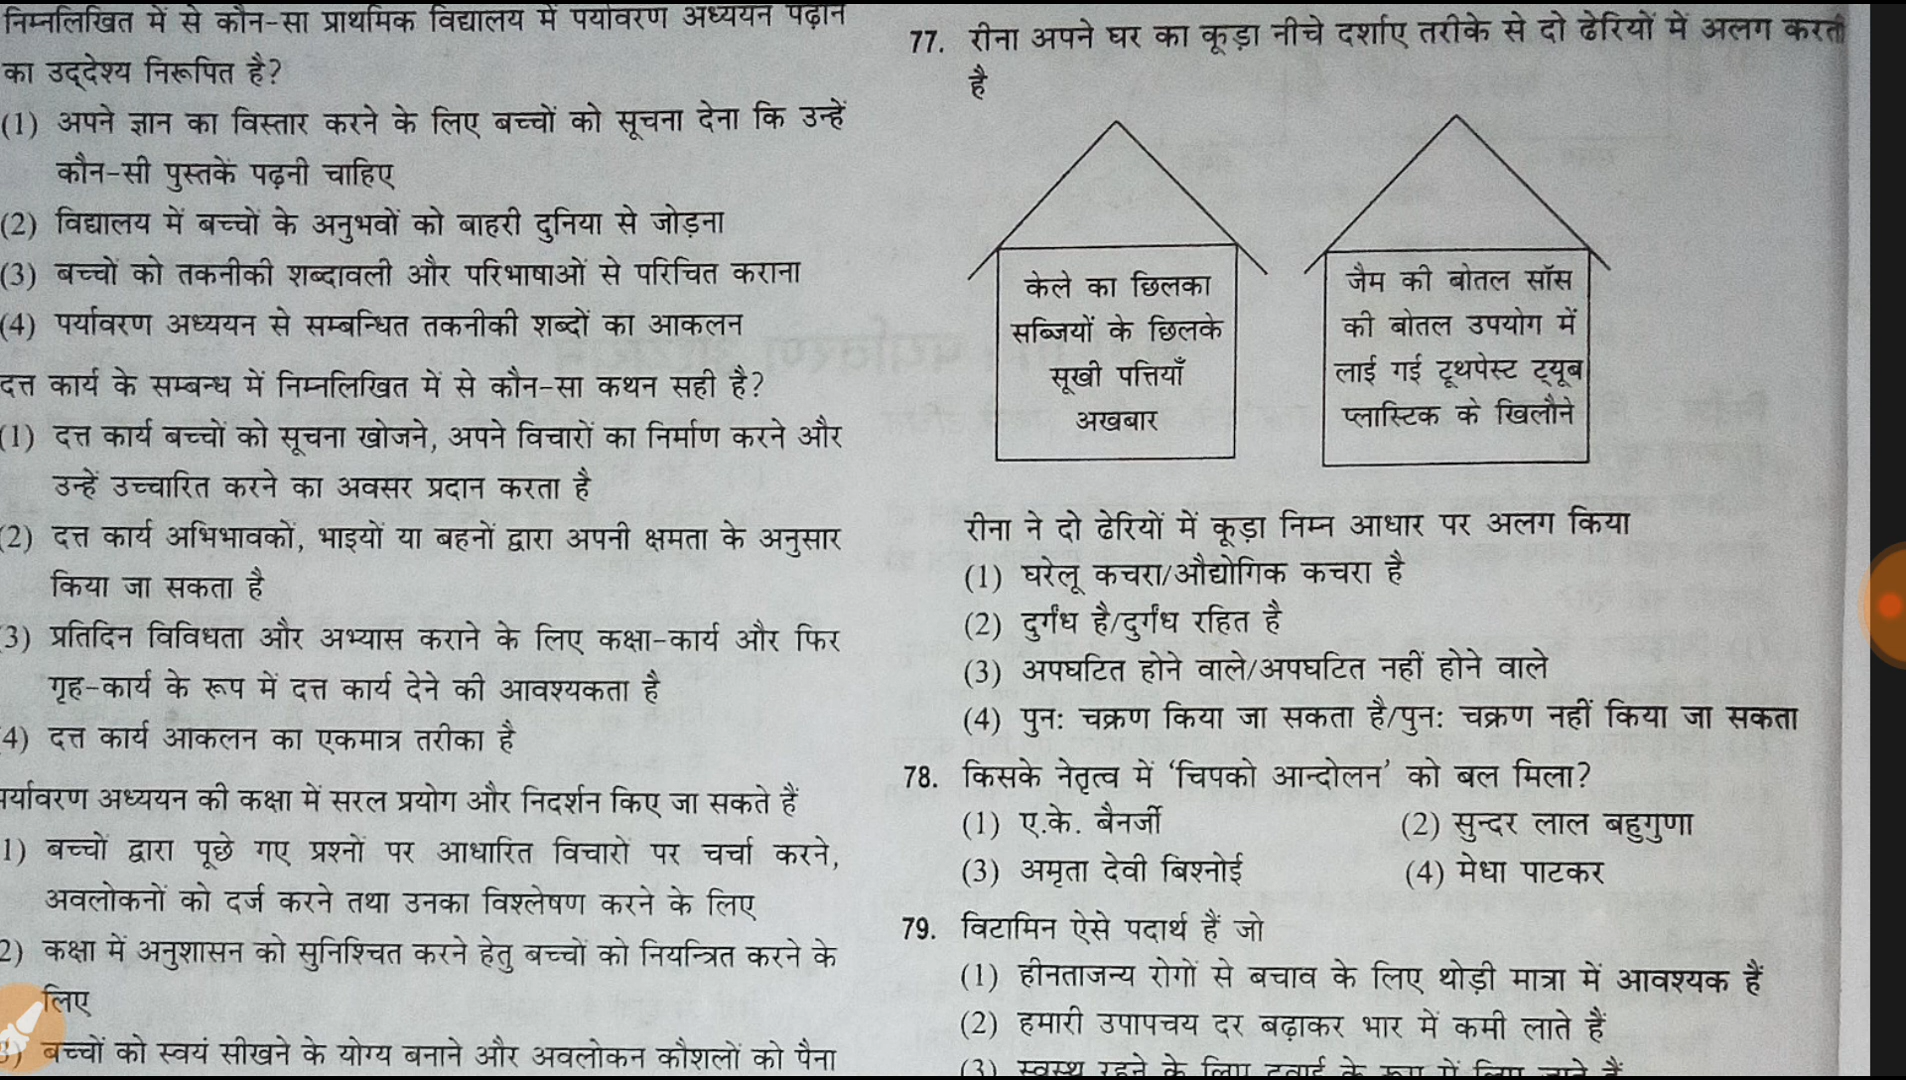 निम्नलिखित में से कौन-सा प्राथमिक विद्यालय में पर्यावरण अध्ययन पढ़ाने
का उद्देश्य निरूपित है?
(1) अपने ज्ञान का विस्तार करने के लिए बच्चों को सूचना देना कि उन्हें
कौन-सी पुस्तकें पढ़नी चाहिए
(2) विद्यालय में बच्चों के अनुभवों को बाहरी दुनिया से जोड़ना
(3) बच्चों को तकनीकी शब्दावली और परिभाषाओं से परिचित कराना
(4) पर्यावरण अध्ययन से सम्बन्धित तकनीकी शब्दों का आकलन
दत्त कार्य के सम्बन्ध में निम्नलिखित में से कौन-सा कथन सही है?
(1) दत्त कार्य बच्चों को सूचना खोजने, अपने विचारों का निर्माण करने और
उन्हें उच्चारित करने का अवसर प्रदान करता है
(2) दत्त कार्य अभिभावकों, भाइयों या बहनों द्वारा अपनी क्षमता के अनुसार
किया जा सकता है
3) प्रतिदिन विविधता और अभ्यास कराने के लिए कक्षा-कार्य और फिर
गृह-कार्य के रूप में दत्त कार्य देने की आवश्यकता है
4) दत्त कार्य आकलन का एकमात्र तरीका है
पर्यावरण अध्ययन की कक्षा में सरल प्रयोग और निदर्शन किए जा सकते हैं
1) बच्चों द्वारा पूछे गए प्रश्नों पर आधारित विचारों पर चर्चा करने,
अवलोकनों को दर्ज करने तथा उनका विश्लेषण करने के लिए
2) कक्षा में अनुशासन को सुनिश्चित करने हेतु बच्चों को नियन्त्रित करने के
लिए
3) बच्चों को स्वयं सीखने के योग्य बनाने और अवलोकन कौशलों को पैना
77. रीना अपने घर का कूड़ा नीचे दर्शाए तरीके से दो ढेरियों में अलग करती
है
केले का छिलका
सब्जियों के छिलके
सूखी पत्तियाँ
अखबार
जैम की बोतल सॉस
की बोतल उपयोग में
लाई गई टूथपेस्ट ट्यूब
प्लास्टिक के खिलौने
रीना ने दो ढेरियों में कूड़ा निम्न आधार पर अलग किया
(1) घरेलू कचरा/औद्योगिक कचरा है
(2) दुर्गंध है/दुर्गंध रहित है
(3) अपघटित होने वाले/अपघटित नहीं होने वाले
(4) पुनः चक्रण किया जा सकता है/पुनः चक्रण नहीं किया जा सकता
78. किसके नेतृत्व में ‘चिपको आन्दोलन’ को बल मिला?
(1) ए.के. बैनर्जी (2) सुन्दर लाल बहुगुणा
(3) अमृता देवी बिश्नोई (4) मेधा पाटकर
79. विटामिन ऐसे पदार्थ हैं जो
(1) हीनताजन्य रोगों से बचाव के लिए थोड़ी मात्रा में आवश्यक हैं
(2) हमारी उपापचय दर बढ़ाकर भार में कमी लाते हैं
(3) स्वस्थ रहने के लिए दवाई के रूप में लिए जाते हैं